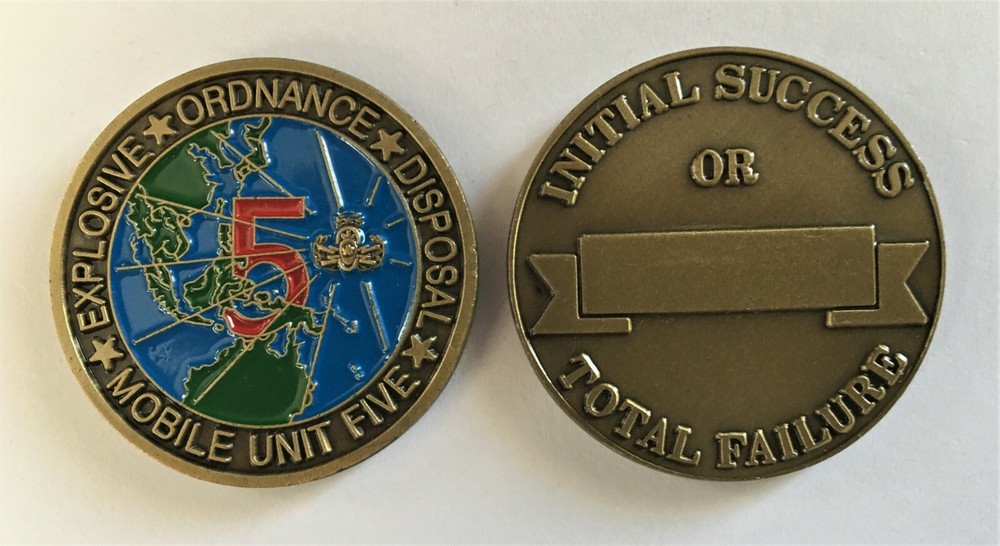 EXPLOSIVE ★ ORDNANCE ★ DISPOSAL
★ MOBILE UNIT FIVE ★
5
INITIAL SUCCESS
OR
TOTAL FAILURE